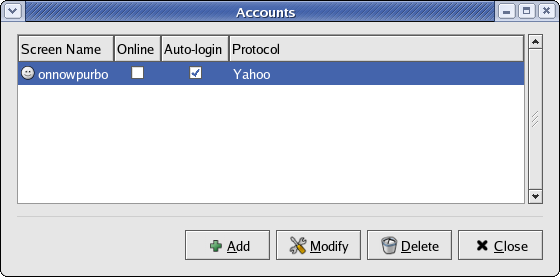 Accounts
Screen Name Online Auto-login Protocol
onnowpurbo Yahoo
Add Modify Delete Close